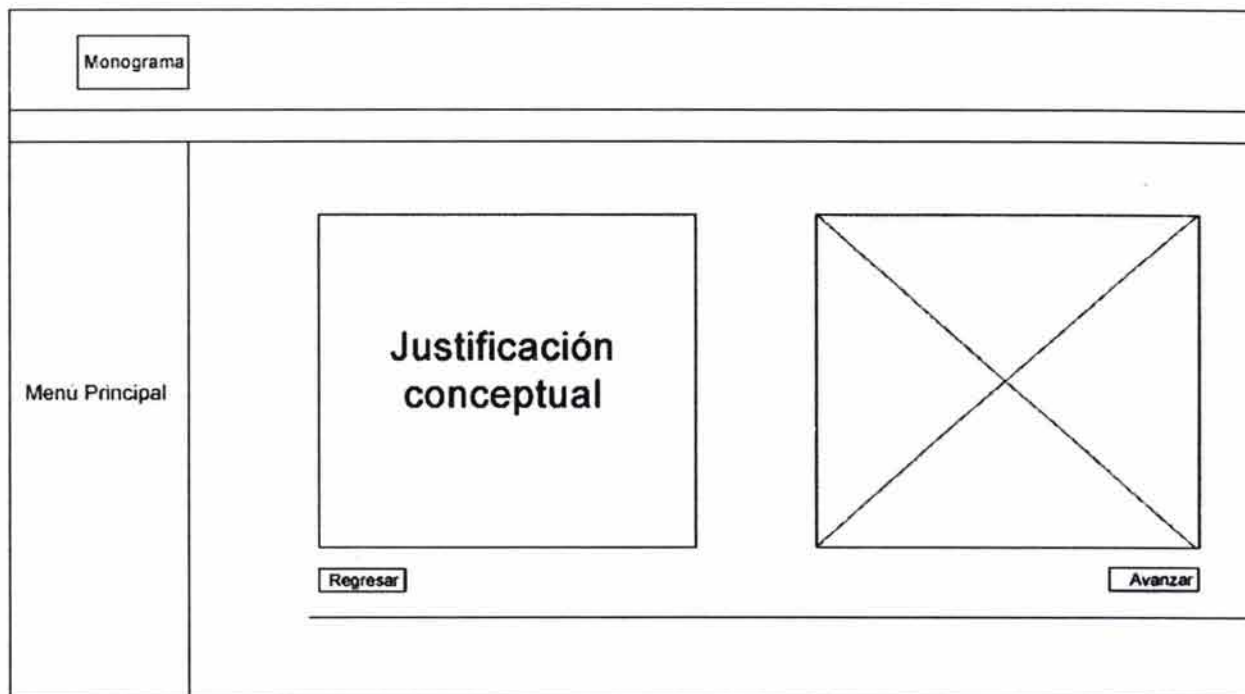 Monograma
Justificación
conceptual
Menú Principal
Regresar
Avanzar